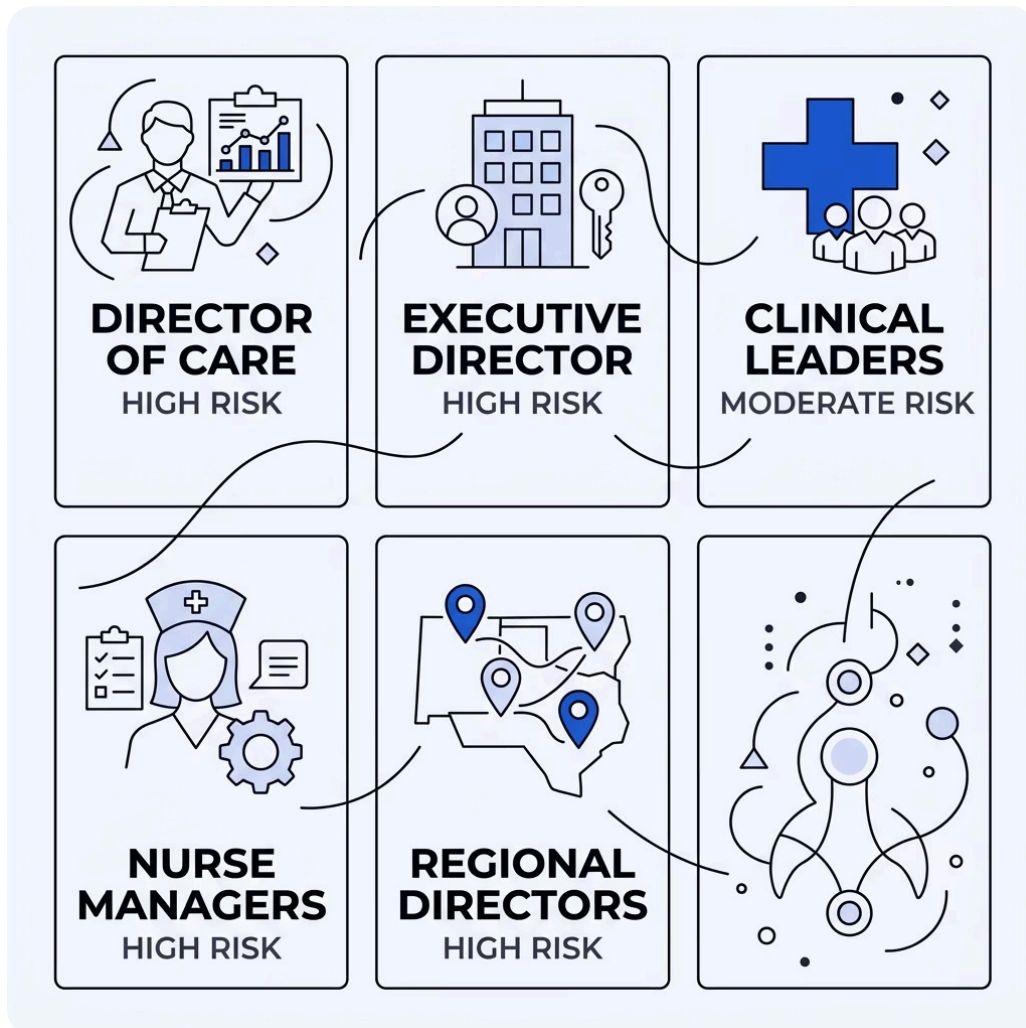 DIRECTOR
OF CARE
HIGH RISK
EXECUTIVE
DIRECTOR
HIGH RISK
CLINICAL
LEADERS
MODERATE RISK
NURSE
MANAGERS
HIGH RISK
REGIONAL
DIRECTORS
HIGH RISK